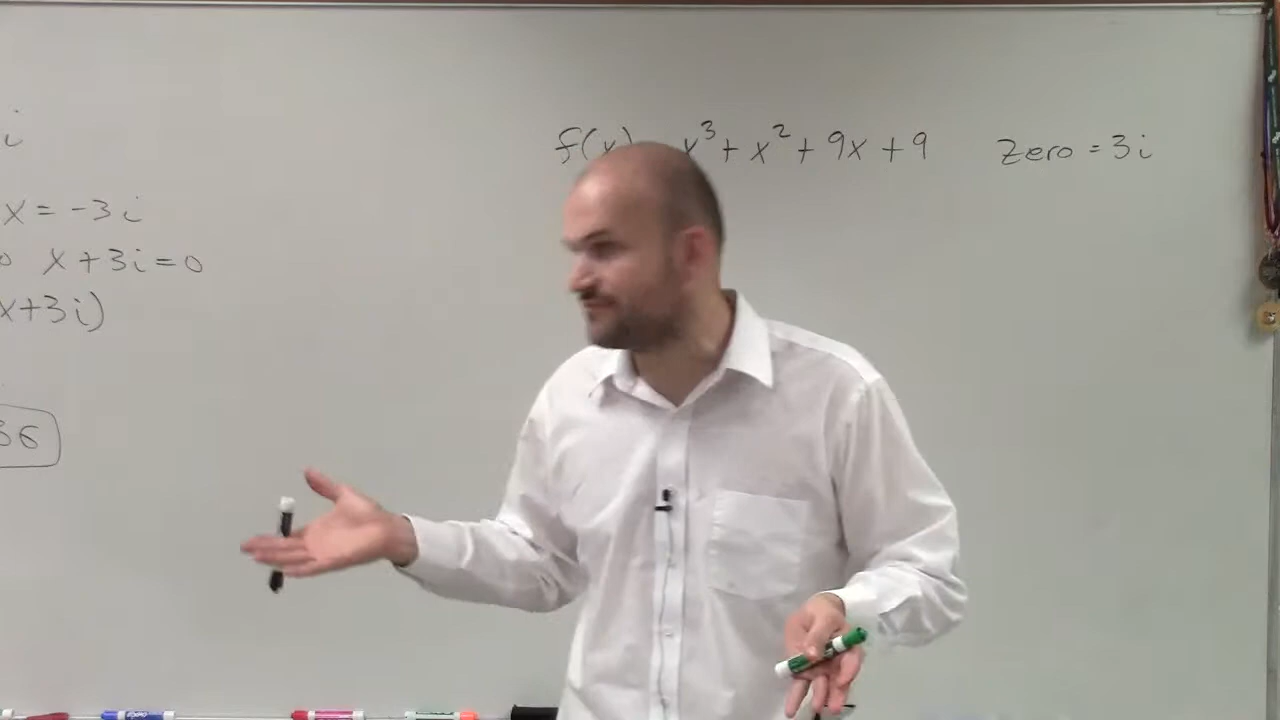 i
x = -3i
x+3i=0
x+3i)
36
f(x) x³ + x² + 9x + 9 zero = 3i